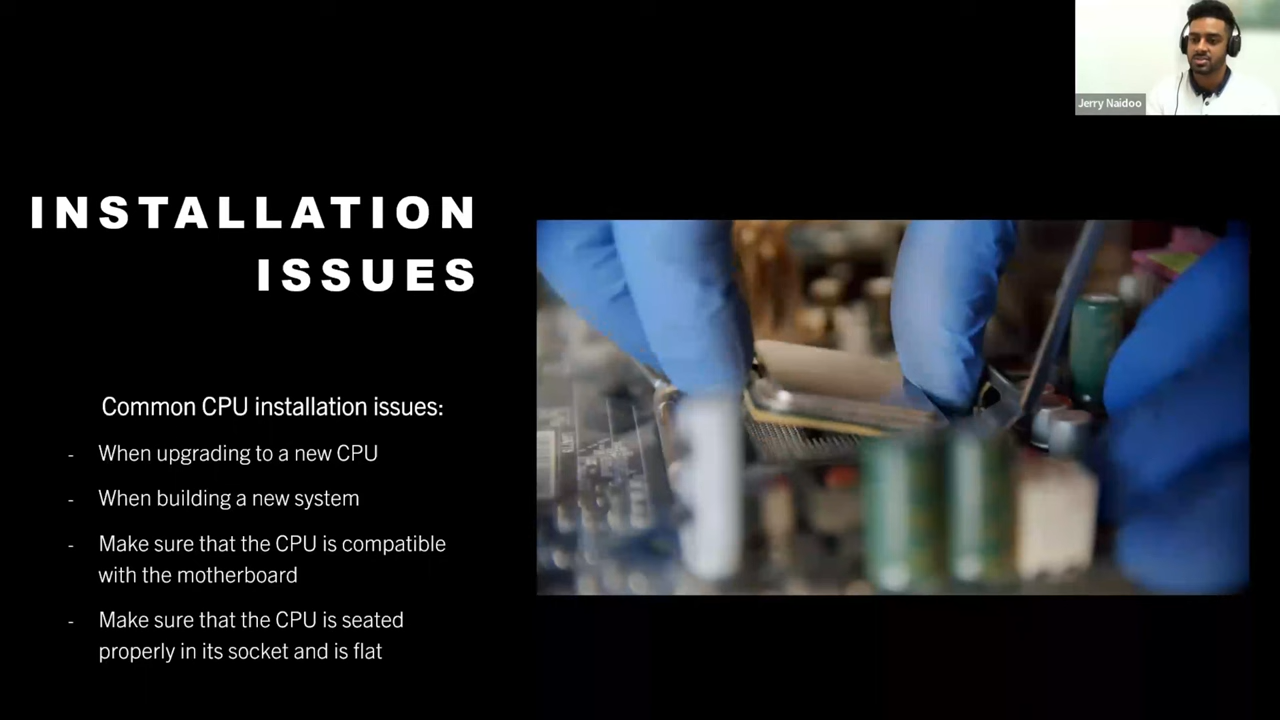 Jerry Naidoo
INSTALLATION
ISSUES
Common CPU installation issues:
- When upgrading to a new CPU
- When building a new system
- Make sure that the CPU is compatible
with the motherboard
- Make sure that the CPU is seated
properly in its socket and is flat